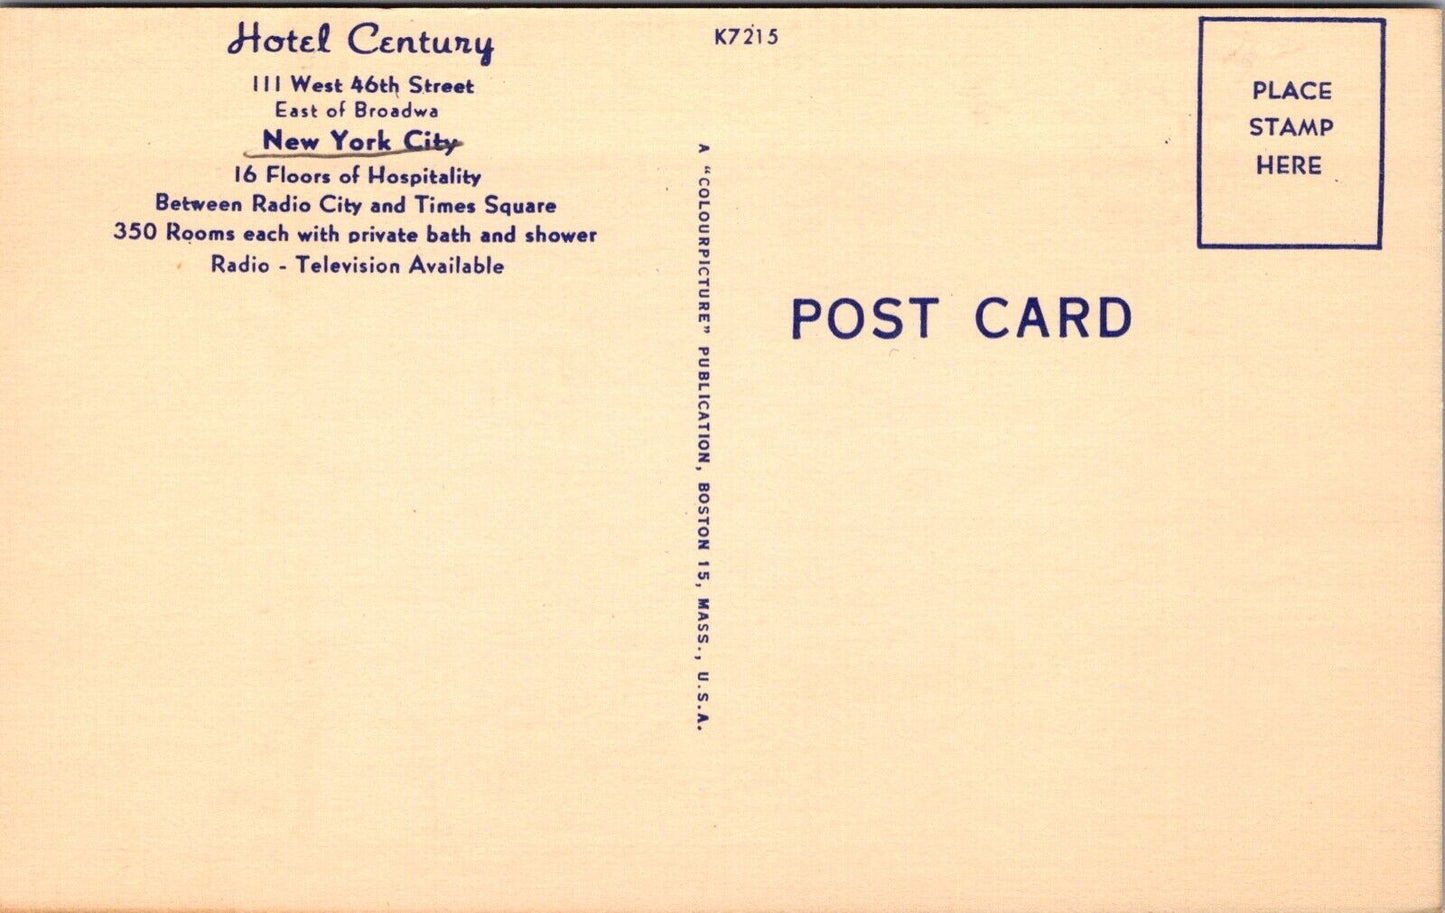 Hotel Century
111 West 46th Street
East of Broadwa
New York City
16 Floors of Hospitality
Between Radio City and Times Square
350 Rooms each with private bath and shower
Radio - Television Available
K7215
A "COLOURPICTURE" PUBLICATION, BOSTON 15, MASS., U.S.A.
PLACE
STAMP
HERE
POST CARD